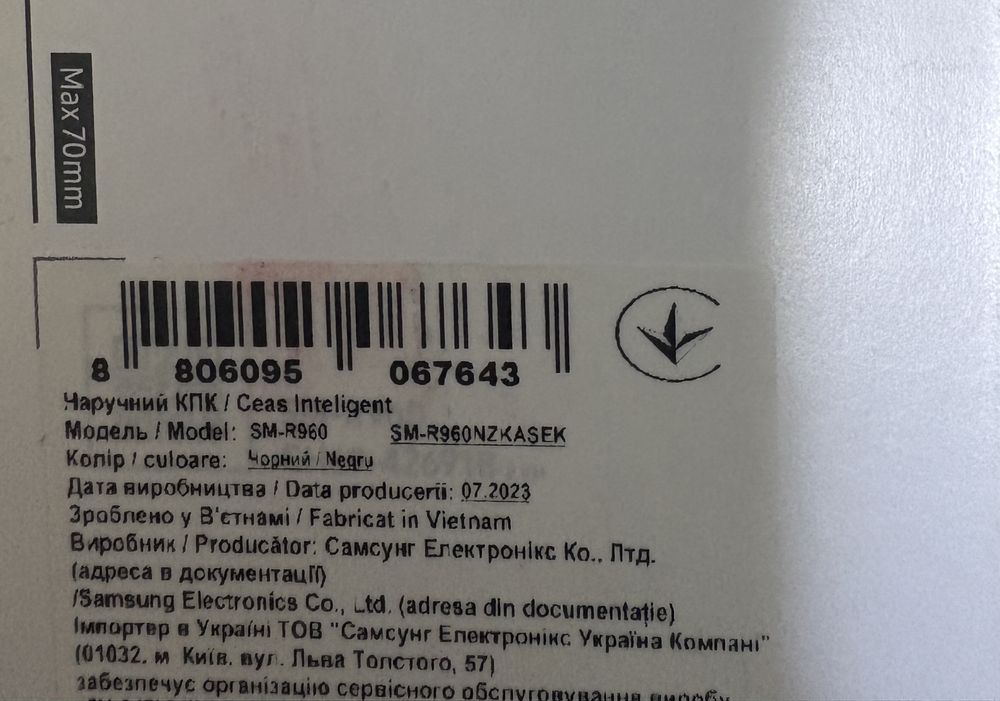 Max 70mm
8 806095 067643
Наручний КПК / Ceas Inteligent
Модель / Model: SM-R960 SM-R960NZKASEK
Колір / culoare: Чорний / Negru
Дата виробництва / Data producerii: 07.2023
Зроблено у В'єтнамі / Fabricat in Vietnam
Виробник / Producător: Самсунг Електронікс Ко., Лтд.
(адреса в документації)
/Samsung Electronics Co., Ltd. (adresa din documentație)
Імпортер в Україні ТОВ "Самсунг Електронікс Україна Компані"
(01032, м Київ, вул. Льва Толстого, 57)
забезпечує організацію сервісного обслуговування виробу